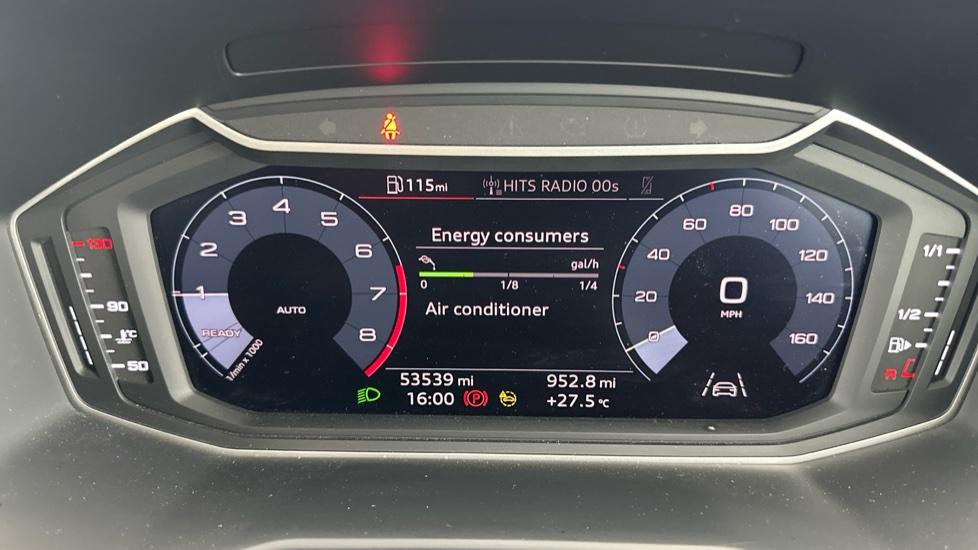 115mi HITS RADIO 00s
Energy consumers
gal/h
0 1/8 1/4
Air conditioner
53539 mi 952.8 mi
16:00 P +27.5°C
1 2 3 4 5 6 7 8
READY
AUTO
1/min x 1000
0 20 40 60 80 100 120 140 160
0
MPH
130
90
°C
50
1/1
1/2
R